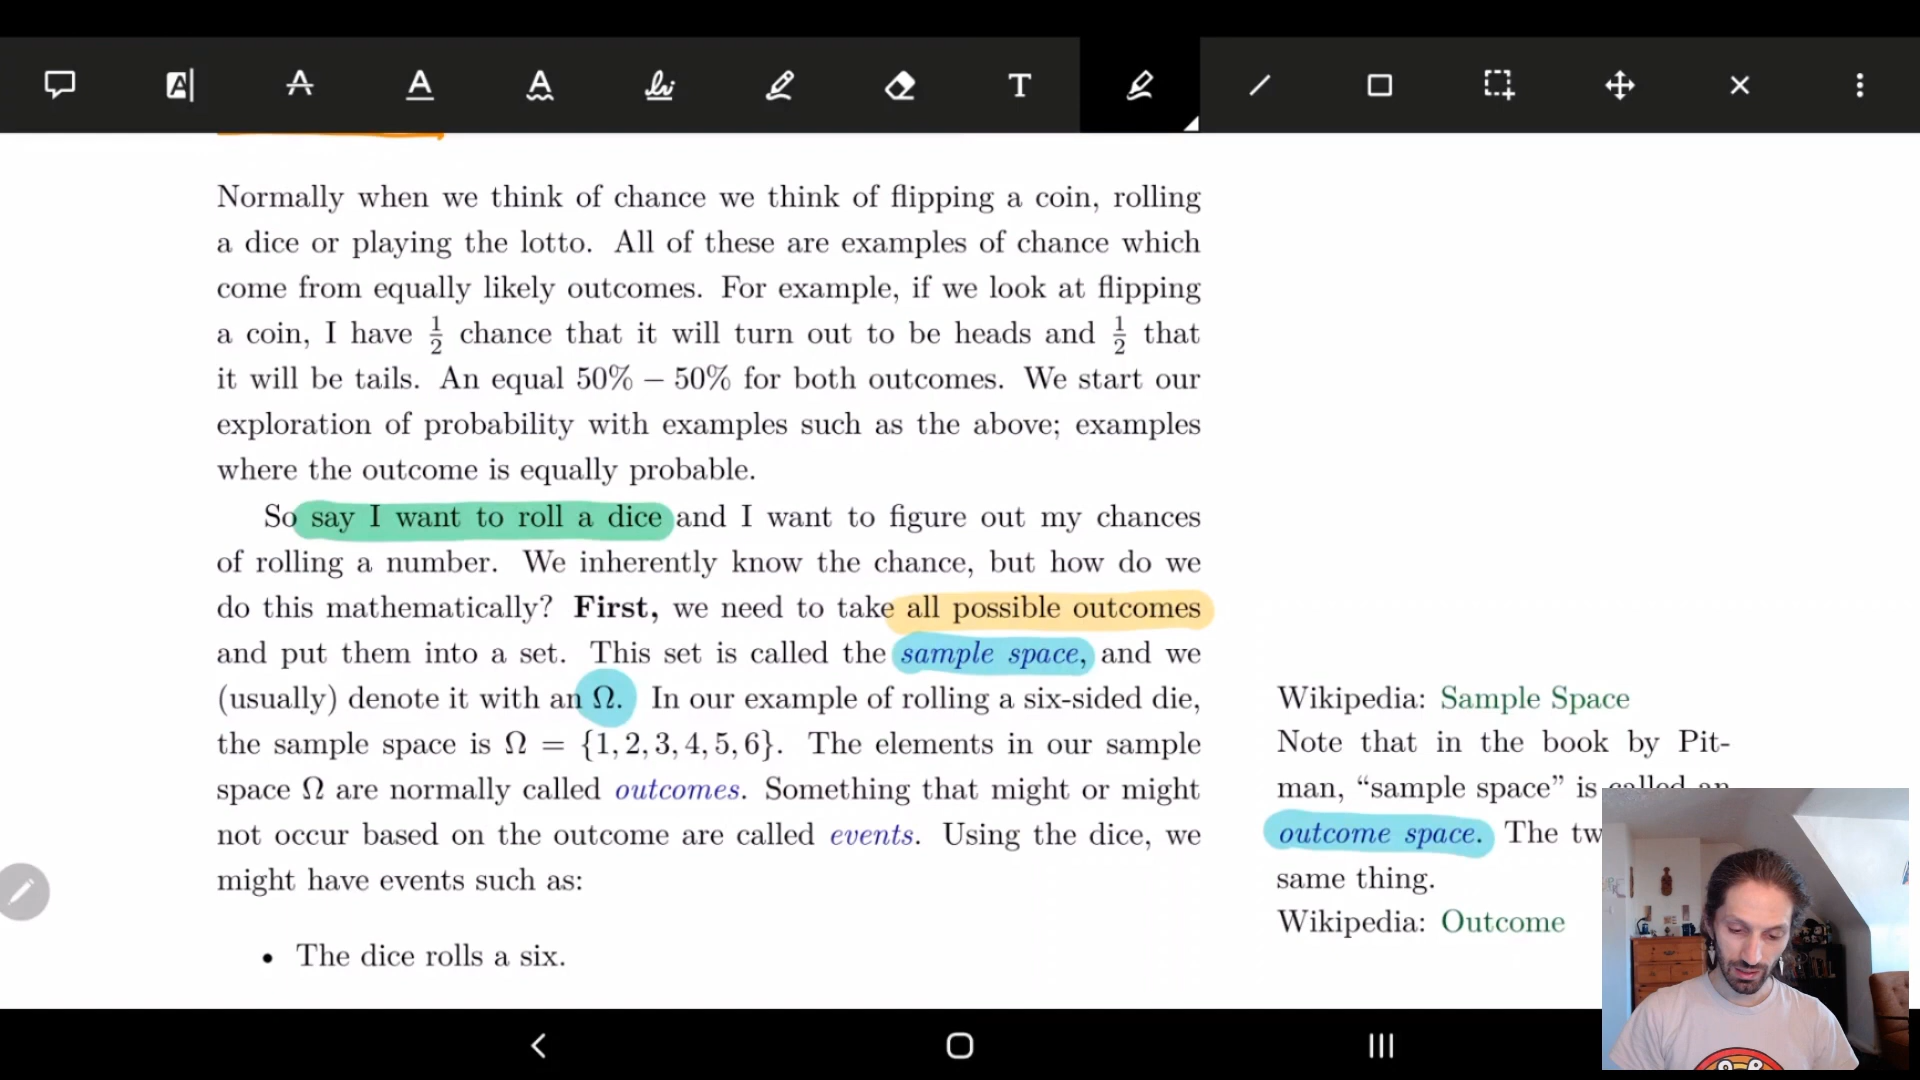 Normally when we think of chance we think of flipping a coin, rolling
a dice or playing the lotto. All of these are examples of chance which
come from equally likely outcomes. For example, if we look at flipping
a coin, I have 1/2 chance that it will turn out to be heads and 1/2 that
it will be tails. An equal 50% – 50% for both outcomes. We start our
exploration of probability with examples such as the above; examples
where the outcome is equally probable.
So say I want to roll a dice and I want to figure out my chances
of rolling a number. We inherently know the chance, but how do we
do this mathematically? First, we need to take all possible outcomes
and put them into a set. This set is called the sample space, and we
(usually) denote it with an Ω. In our example of rolling a six-sided die,
the sample space is Ω = {1, 2, 3, 4, 5, 6}. The elements in our sample
space Ω are normally called outcomes. Something that might or might
not occur based on the outcome are called events. Using the dice, we
might have events such as:
• The dice rolls a six.
Wikipedia: Sample Space
Note that in the book by Pit-
man, “sample space” is called an
outcome space. The
same thing.
Wikipedia: Outcome